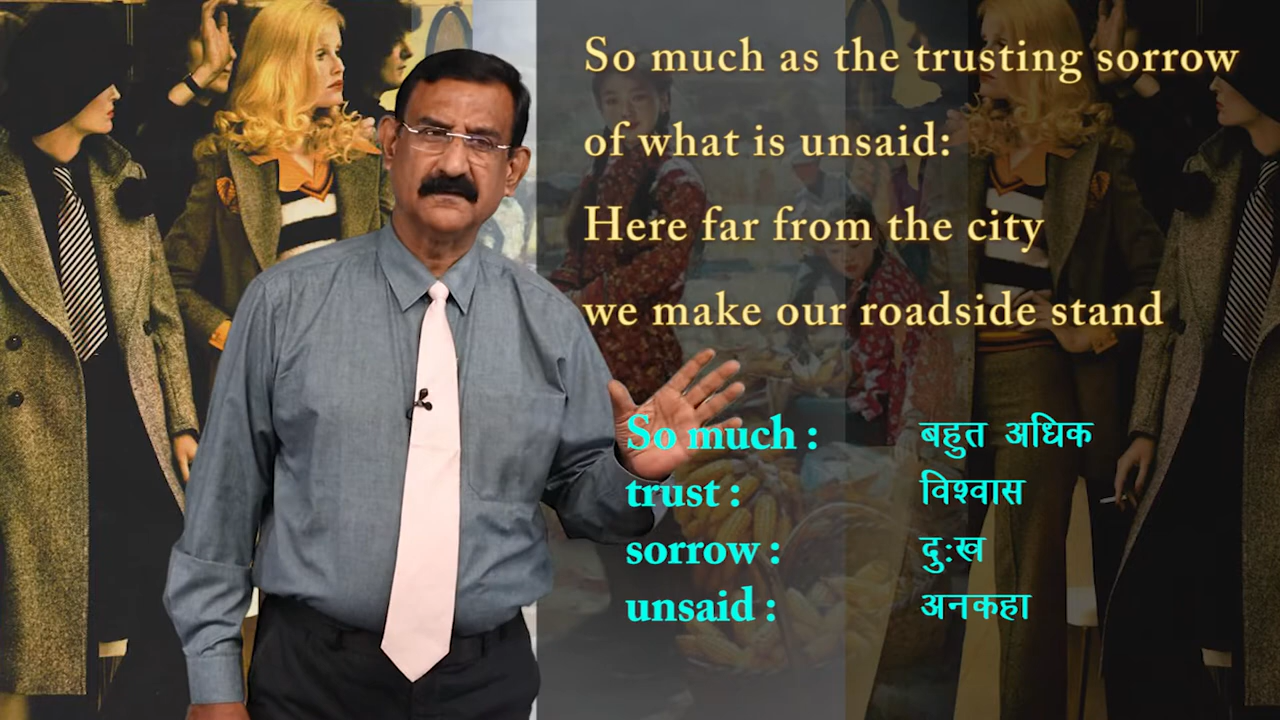 So much as the trusting sorrow
of what is unsaid:
Here far from the city
we make our roadside stand
So much : बहुत अधिक
trust : विश्वास
sorrow : दुःख
unsaid : अनकहा